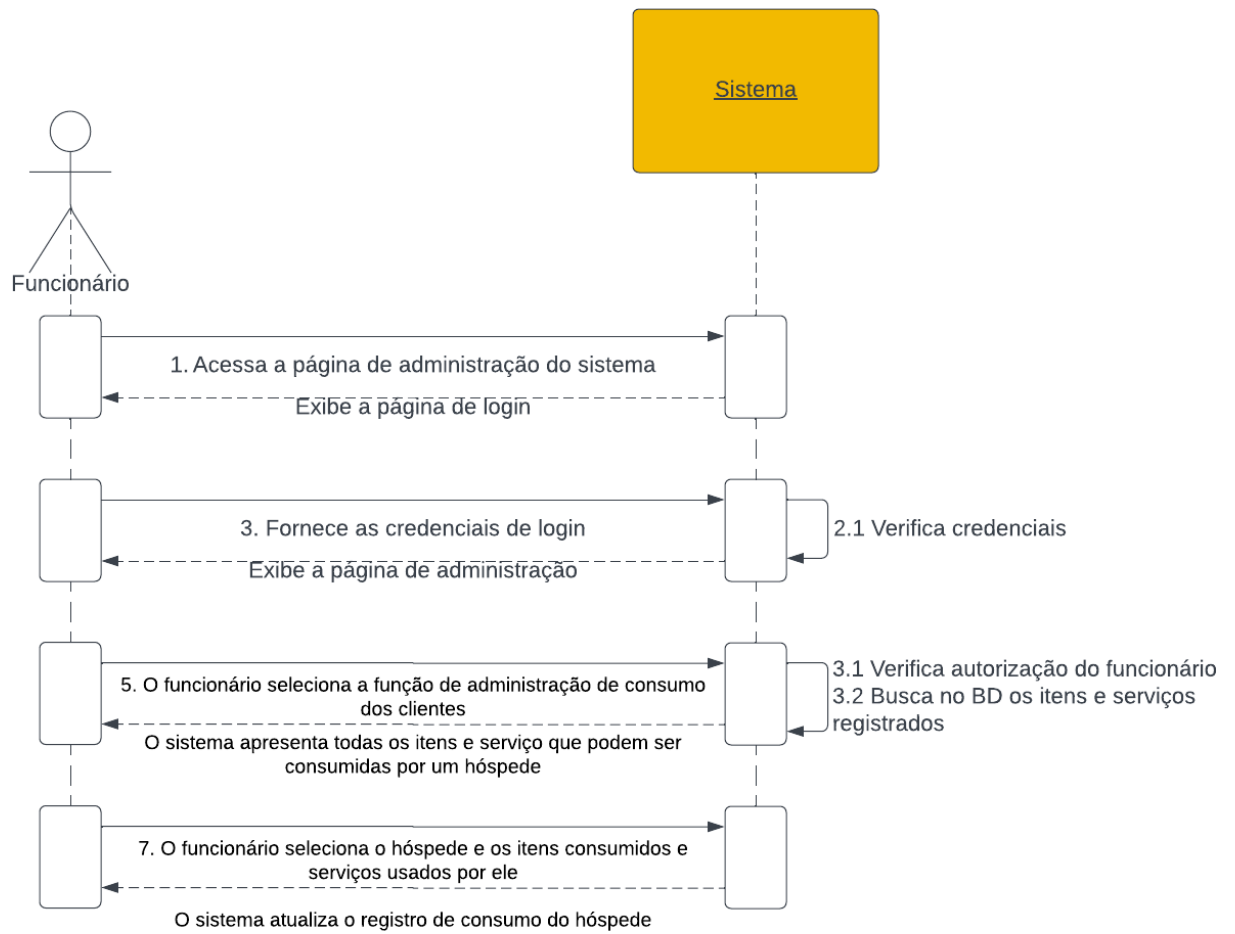 Sistema
Funcionário
1. Acessa a página de administração do sistema
Exibe a página de login
3. Fornece as credenciais de login
2.1 Verifica credenciais
Exibe a página de administração
5. O funcionário seleciona a função de administração de consumo
dos clientes
3.1 Verifica autorização do funcionário
3.2 Busca no BD os itens e serviços
registrados
O sistema apresenta todas os itens e serviço que podem ser
consumidas por um hóspede
7. O funcionário seleciona o hóspede e os itens consumidos e
serviços usados por ele
O sistema atualiza o registro de consumo do hóspede